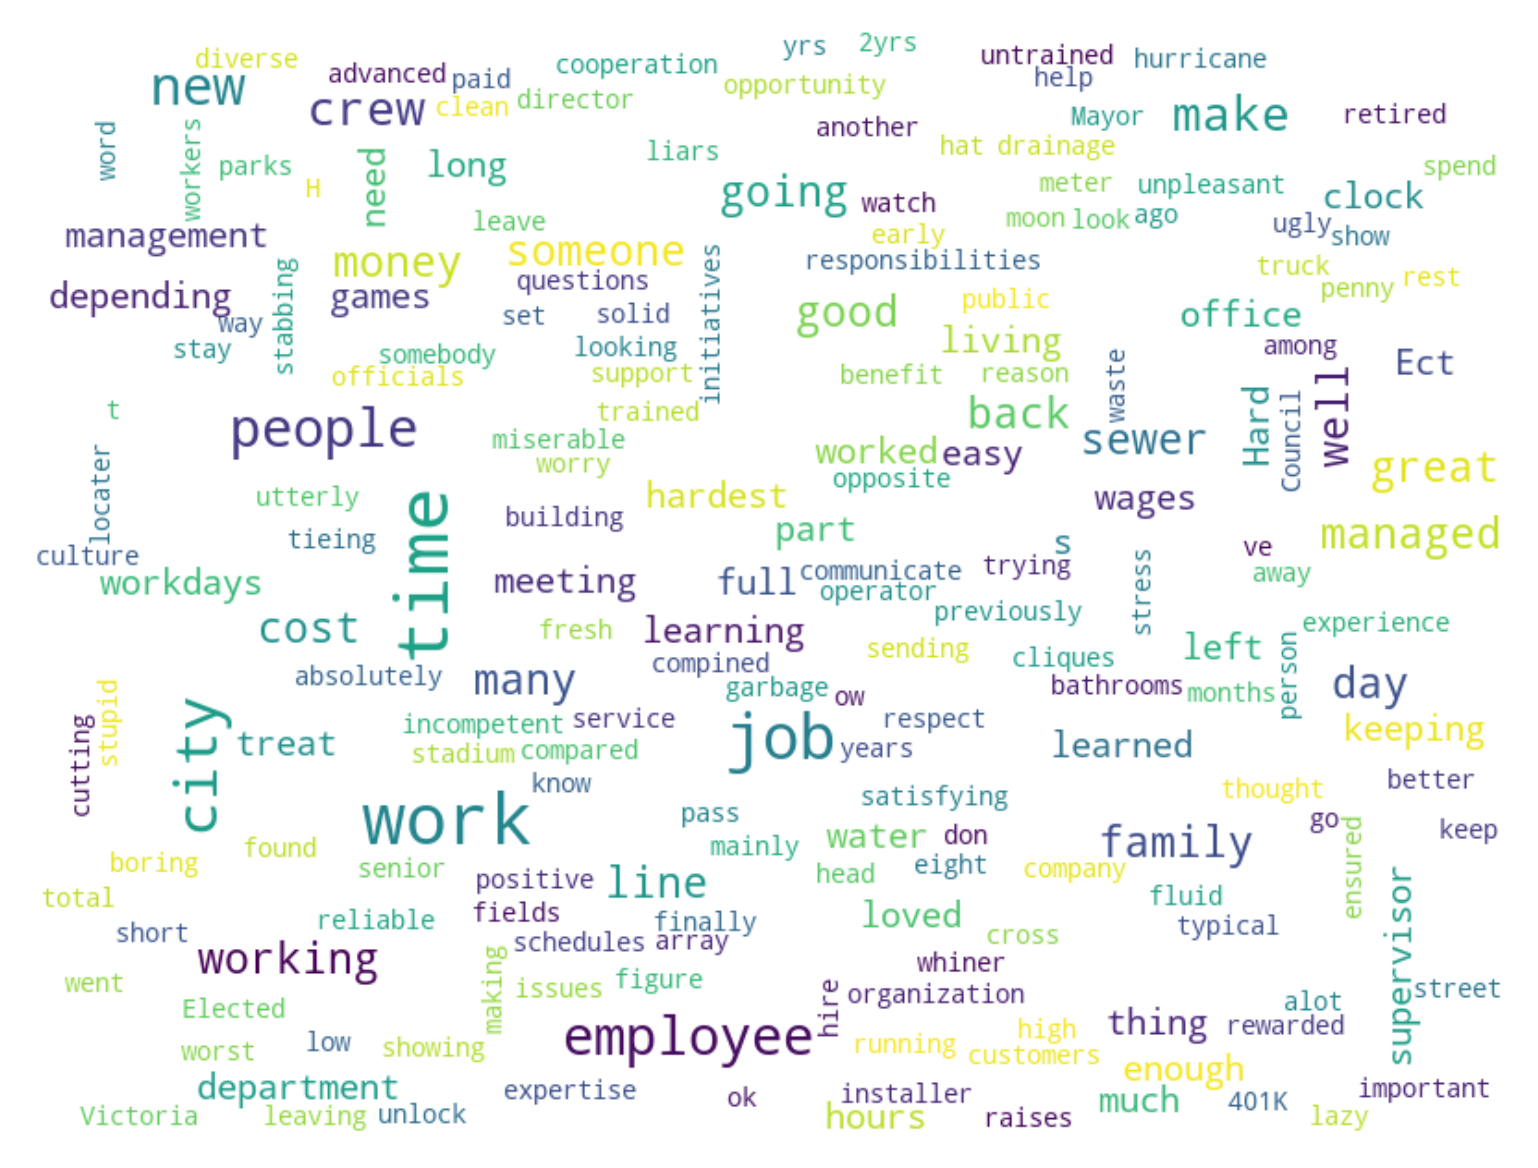 diverse
new
advanced
paid
cooperation
yrs
2yrs
untrained
hurricane
help
crew
clean
director
opportunity
another
Mayor
make
retired
word
workers
parks
H
need
long
liars
hat
drainage
spend
going
watch
meter
unpleasant
clock
management
leave
early
moon
look
ago
ugly
show
stabbing
money
someone
initiatives
responsibilities
truck
penny
rest
depending
games
questions
public
way
set
solid
good
office
stay
somebody
looking
living
among
Ect
officials
support
benefit
reason
waste
Hard
Council
well
t
people
trained
back
miserable
worked
easy
sewer
great
locater
worry
opposite
utterly
time
hardest
wages
tieing
building
part
s
managed
culture
ve
workdays
meeting
full
communicate
trying
away
operator
stress
cost
fresh
learning
previously
experience
absolutely
many
compined
sending
cliques
left
person
day
cutting
stupid
garbage
ow
bathrooms
months
city
treat
incompetent
service
job
respect
keeping
stadium
compared
years
learned
know
satisfying
thought
better
work
pass
water
don
family
go
ensured
keep
boring
found
mainly
eight
company
total
senior
positive
line
head
fluid
supervisor
short
reliable
fields
finally
loved
typical
working
schedules
array
cross
went
making
issues
figure
whiner
street
Elected
hire
organization
alot
worst
low
showing
employee
running
high
thing
rewarded
customers
enough
department
expertise
ok
installer
much
401K
important
Victoria
leaving
unlock
hours
raises
lazy